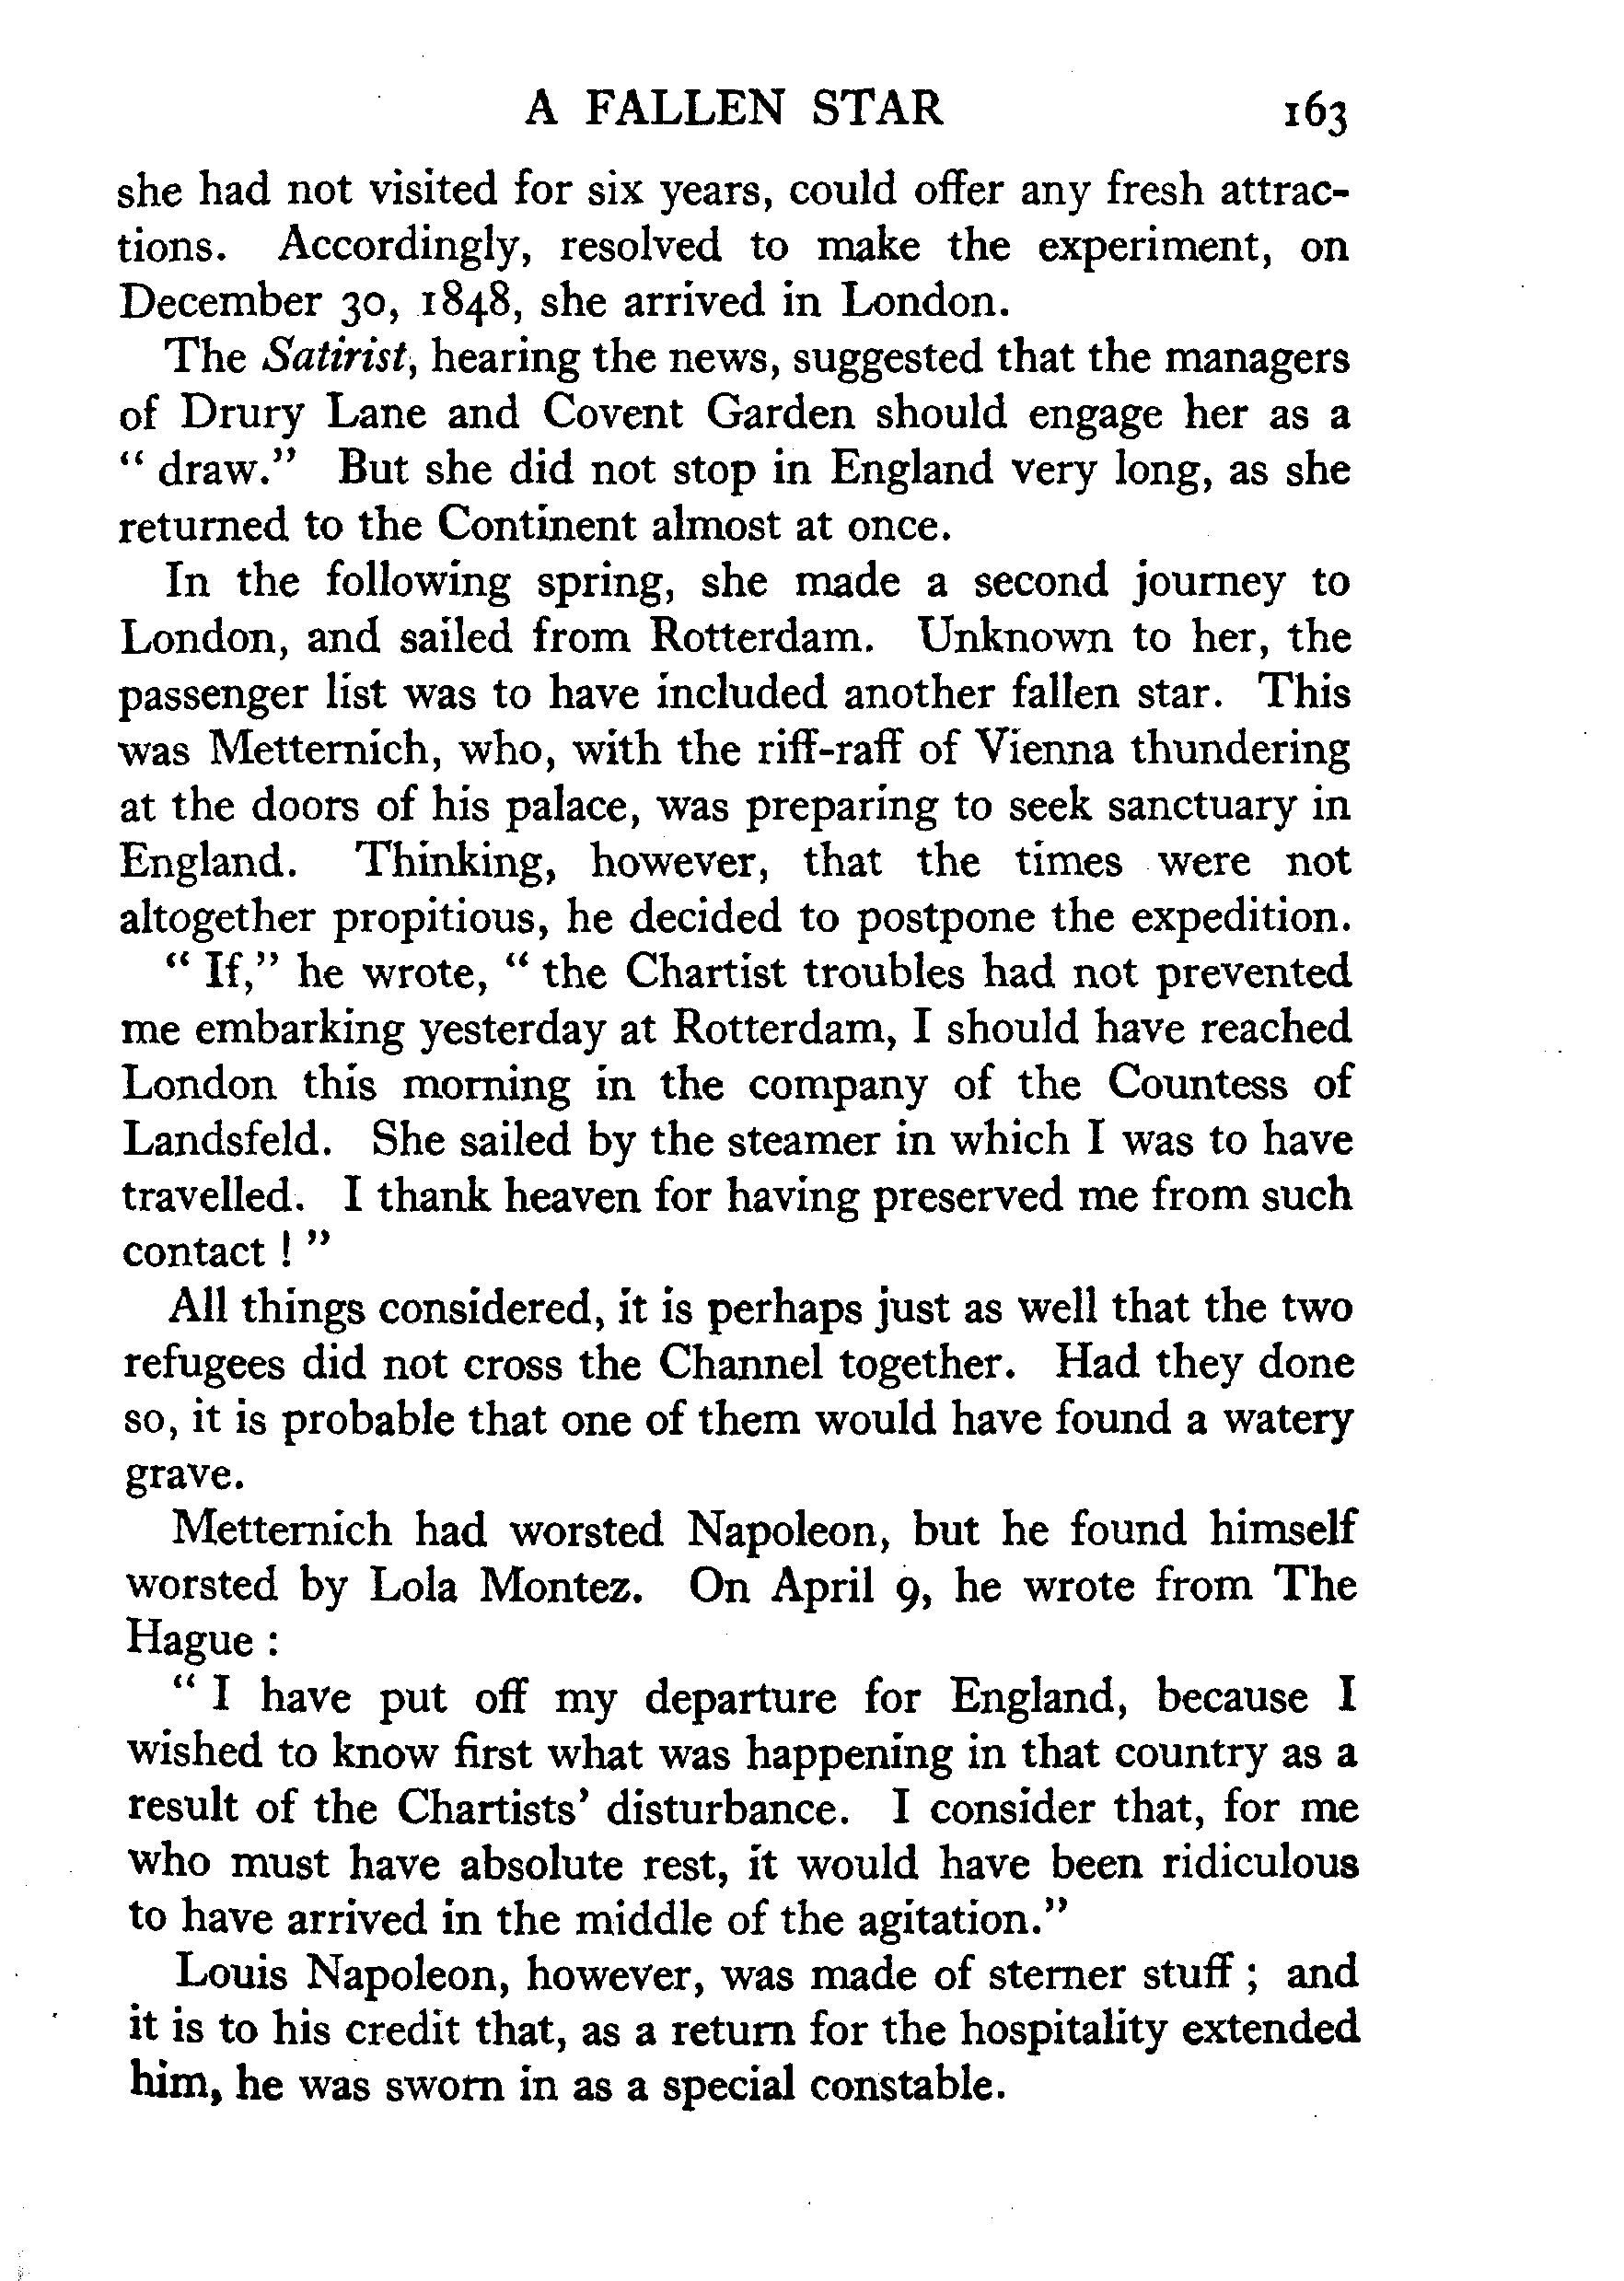 A FALLEN STAR 163
she had not visited for six years, could offer any fresh attrac-
tions. Accordingly, resolved to make the experiment, on
December 30, 1848, she arrived in London.
The Satirist, hearing the news, suggested that the managers
of Drury Lane and Covent Garden should engage her as a
“ draw.” But she did not stop in England very long, as she
returned to the Continent almost at once.
In the following spring, she made a second journey to
London, and sailed from Rotterdam. Unknown to her, the
passenger list was to have included another fallen star. This
was Metternich, who, with the riff-raff of Vienna thundering
at the doors of his palace, was preparing to seek sanctuary in
England. Thinking, however, that the times were not
altogether propitious, he decided to postpone the expedition.
“ If,” he wrote, “ the Chartist troubles had not prevented
me embarking yesterday at Rotterdam, I should have reached
London this morning in the company of the Countess of
Landsfeld. She sailed by the steamer in which I was to have
travelled. I thank heaven for having preserved me from such
contact ! ”
All things considered, it is perhaps just as well that the two
refugees did not cross the Channel together. Had they done
so, it is probable that one of them would have found a watery
grave.
Metternich had worsted Napoleon, but he found himself
worsted by Lola Montez. On April 9, he wrote from The
Hague :
“ I have put off my departure for England, because I
wished to know first what was happening in that country as a
result of the Chartists’ disturbance. I consider that, for me
who must have absolute rest, it would have been ridiculous
to have arrived in the middle of the agitation.”
Louis Napoleon, however, was made of sterner stuff ; and
it is to his credit that, as a return for the hospitality extended
him, he was sworn in as a special constable.